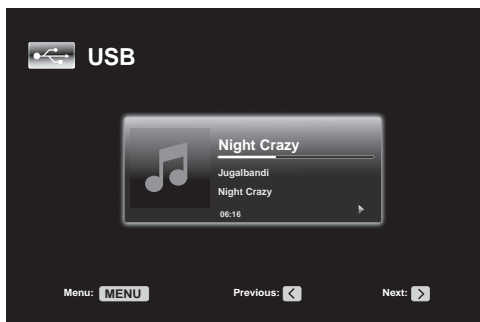 USB
Night Crazy
Jugalbandi
Night Crazy
06:16
Menu: MENU Previous: < Next: >